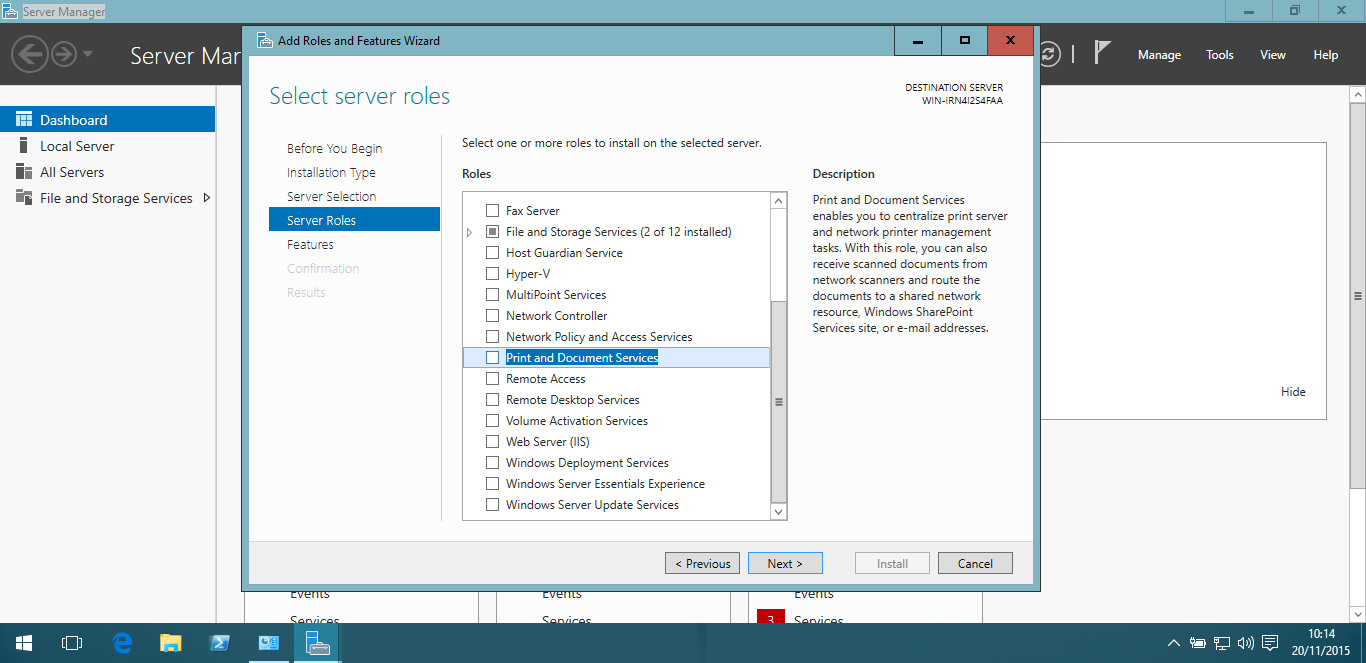 Server Manager
Add Roles and Features Wizard
Server Mar
Manage
Tools
View
Help
Dashboard
Local Server
All Servers
File and Storage Services
Select server roles
DESTINATION SERVER
WIN-IRN4I2S4FAA
Before You Begin
Installation Type
Server Selection
Server Roles
Features
Confirmation
Results
Select one or more roles to install on the selected server.
Roles
Fax Server
File and Storage Services (2 of 12 installed)
Host Guardian Service
Hyper-V
MultiPoint Services
Network Controller
Network Policy and Access Services
Print and Document Services
Remote Access
Remote Desktop Services
Volume Activation Services
Web Server (IIS)
Windows Deployment Services
Windows Server Essentials Experience
Windows Server Update Services
Description
Print and Document Services
enables you to centralize print server
and network printer management
tasks. With this role, you can also
receive scanned documents from
network scanners and route the
documents to a shared network
resource, Windows SharePoint
Services site, or e-mail addresses.
Hide
< Previous
Next >
Install
Cancel
Events
Events
Events
Services
Services
3
Services
10:14
20/11/2015